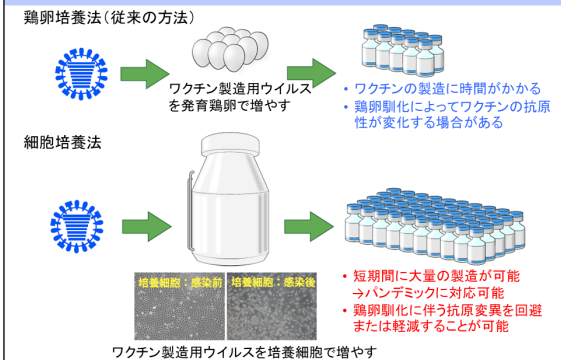 鶏卵培養法(従来の方法)
ワクチン製造用ウイルス
を発育鶏卵で増やす
・ワクチンの製造に時間がかかる
・鶏卵馴化によってワクチンの抗原
性が変化する場合がある
細胞培養法
培養細胞:感染前
培養細胞:感染後
ワクチン製造用ウイルスを培養細胞で増やす
・短期間に大量の製造が可能
→パンデミックに対応可能
・鶏卵馴化に伴う抗原変異を回避
または軽減することが可能